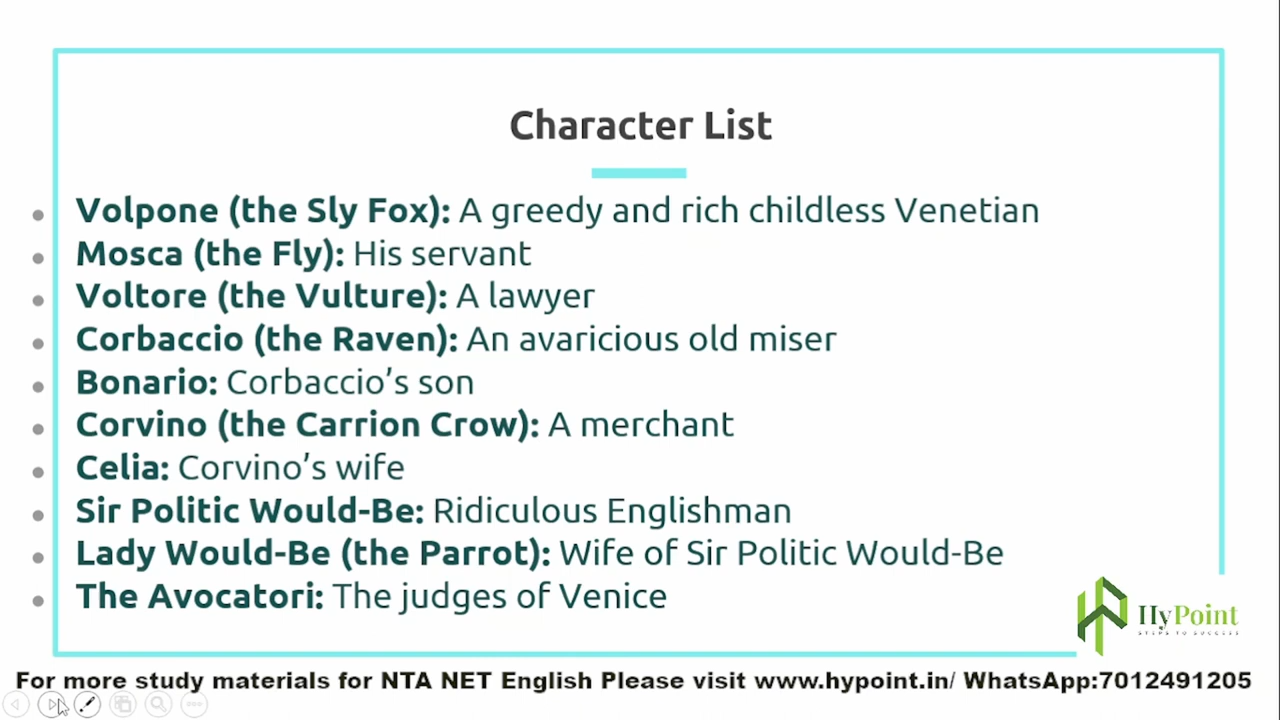 Character List
Volpone (the Sly Fox): A greedy and rich childless Venetian
Mosca (the Fly): His servant
Voltore (the Vulture): A lawyer
Corbaccio (the Raven): An avaricious old miser
Bonario: Corbaccio’s son
Corvino (the Carrion Crow): A merchant
Celia: Corvino’s wife
Sir Politic Would-Be: Ridiculous Englishman
Lady Would-Be (the Parrot): Wife of Sir Politic Would-Be
The Avocatori: The judges of Venice
HyPoint
STEPS TO SUCCESS
For more study materials for NTA NET English Please visit www.hypoint.in/ WhatsApp:7012491205